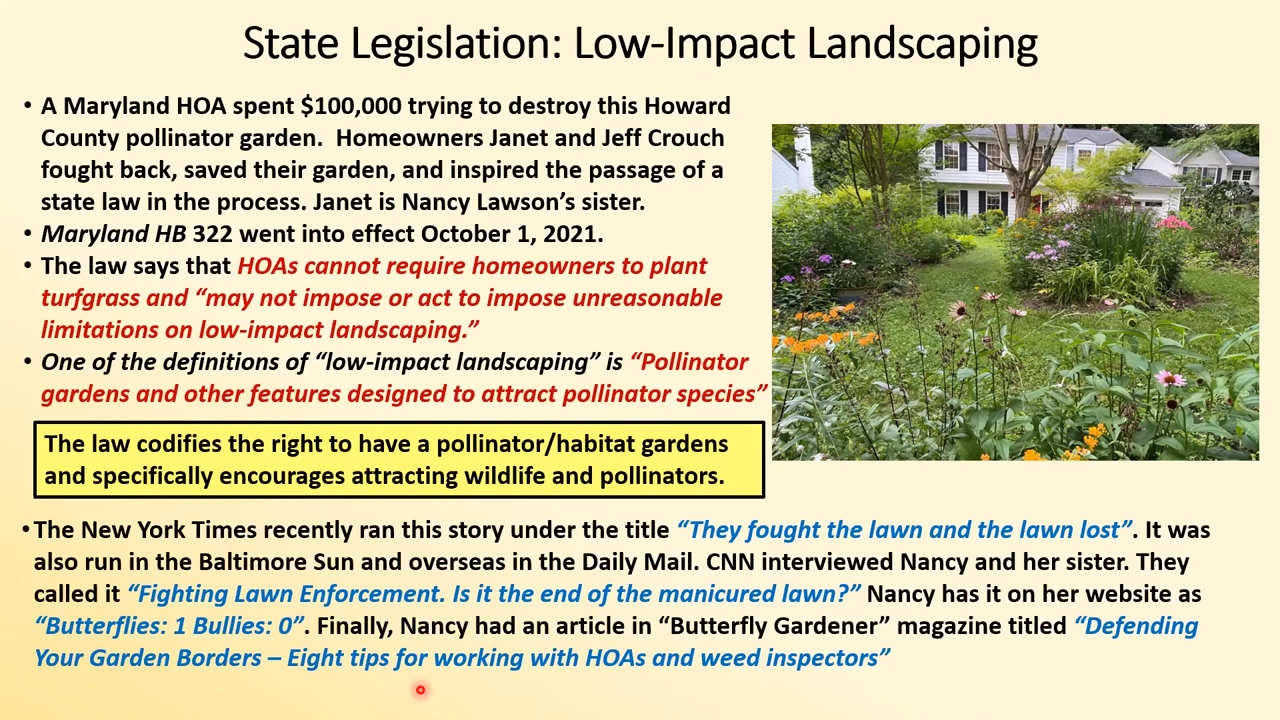 State Legislation: Low-Impact Landscaping
• A Maryland HOA spent $100,000 trying to destroy this Howard
County pollinator garden.  Homeowners Janet and Jeff Crouch
fought back, saved their garden, and inspired the passage of a
state law in the process. Janet is Nancy Lawson’s sister.
• Maryland HB 322 went into effect October 1, 2021.
• The law says that HOAs cannot require homeowners to plant
turfgrass and “may not impose or act to impose unreasonable
limitations on low-impact landscaping.”
• One of the definitions of “low-impact landscaping” is “Pollinator
gardens and other features designed to attract pollinator species”
The law codifies the right to have a pollinator/habitat gardens
and specifically encourages attracting wildlife and pollinators.
• The New York Times recently ran this story under the title “They fought the lawn and the lawn lost”. It was
also run in the Baltimore Sun and overseas in the Daily Mail. CNN interviewed Nancy and her sister. They
called it “Fighting Lawn Enforcement. Is it the end of the manicured lawn?” Nancy has it on her website as
“Butterflies: 1 Bullies: 0”. Finally, Nancy had an article in “Butterfly Gardener” magazine titled “Defending
Your Garden Borders – Eight tips for working with HOAs and weed inspectors”